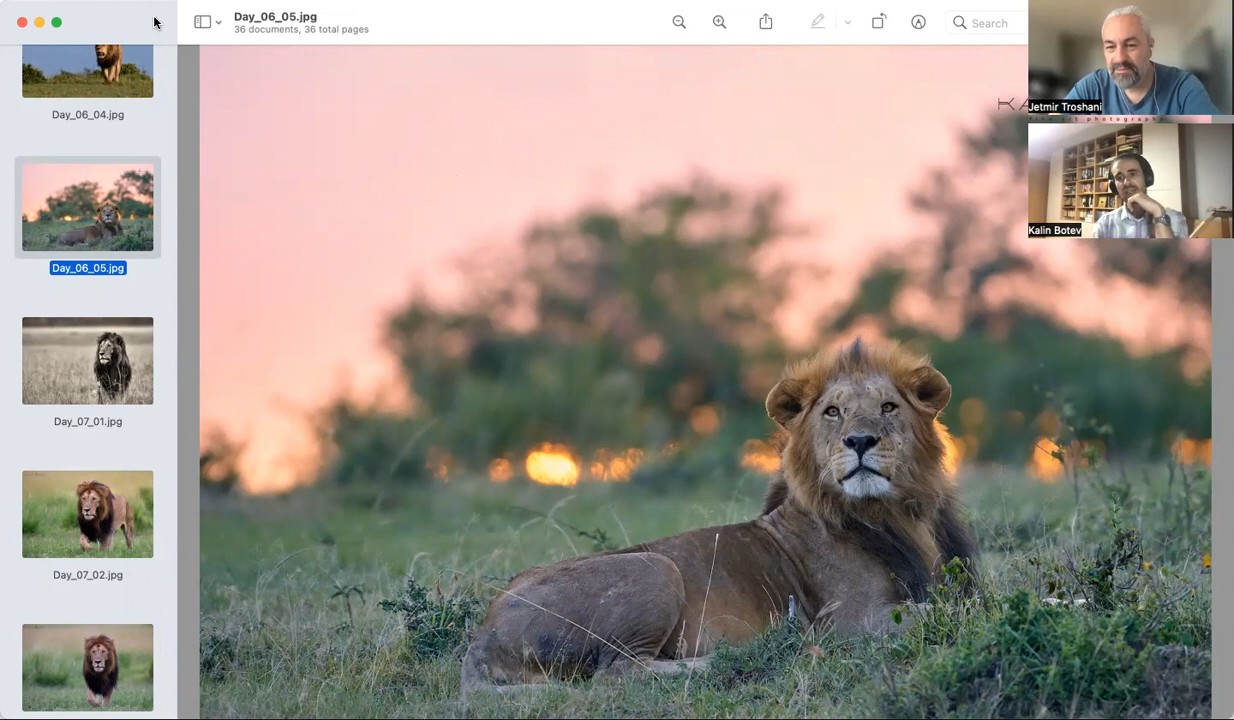 Day_06_05.jpg
36 documents, 36 total pages
Search
Day_06_04.jpg
Day_06_05.jpg
Day_07_01.jpg
Day_07_02.jpg
Jetmir Troshani
Kalin Botev